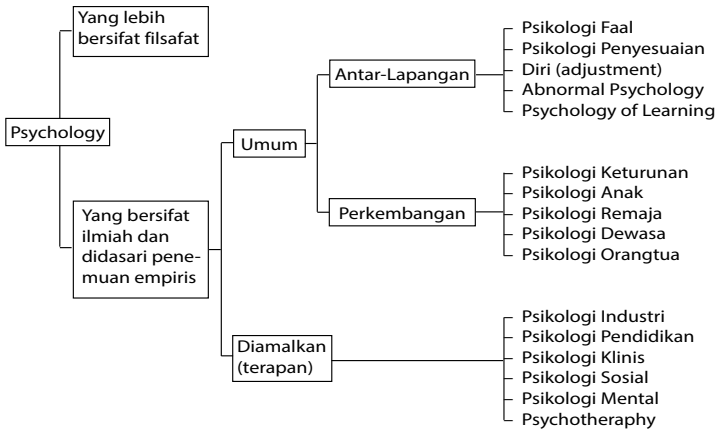 Yang lebih
bersifat filsafat
Psychology
Yang bersifat
ilmiah dan
didasari pene-
muan empiris
Umum
Diamalkan
(terapan)
Antar-Lapangan
Perkembangan
Psikologi Faal
Psikologi Penyesuaian
Diri (adjustment)
Abnormal Psychology
Psychology of Learning
Psikologi Keturunan
Psikologi Anak
Psikologi Remaja
Psikologi Dewasa
Psikologi Orangtua
Psikologi Industri
Psikologi Pendidikan
Psikologi Klinis
Psikologi Sosial
Psikologi Mental
Psychotheraphy